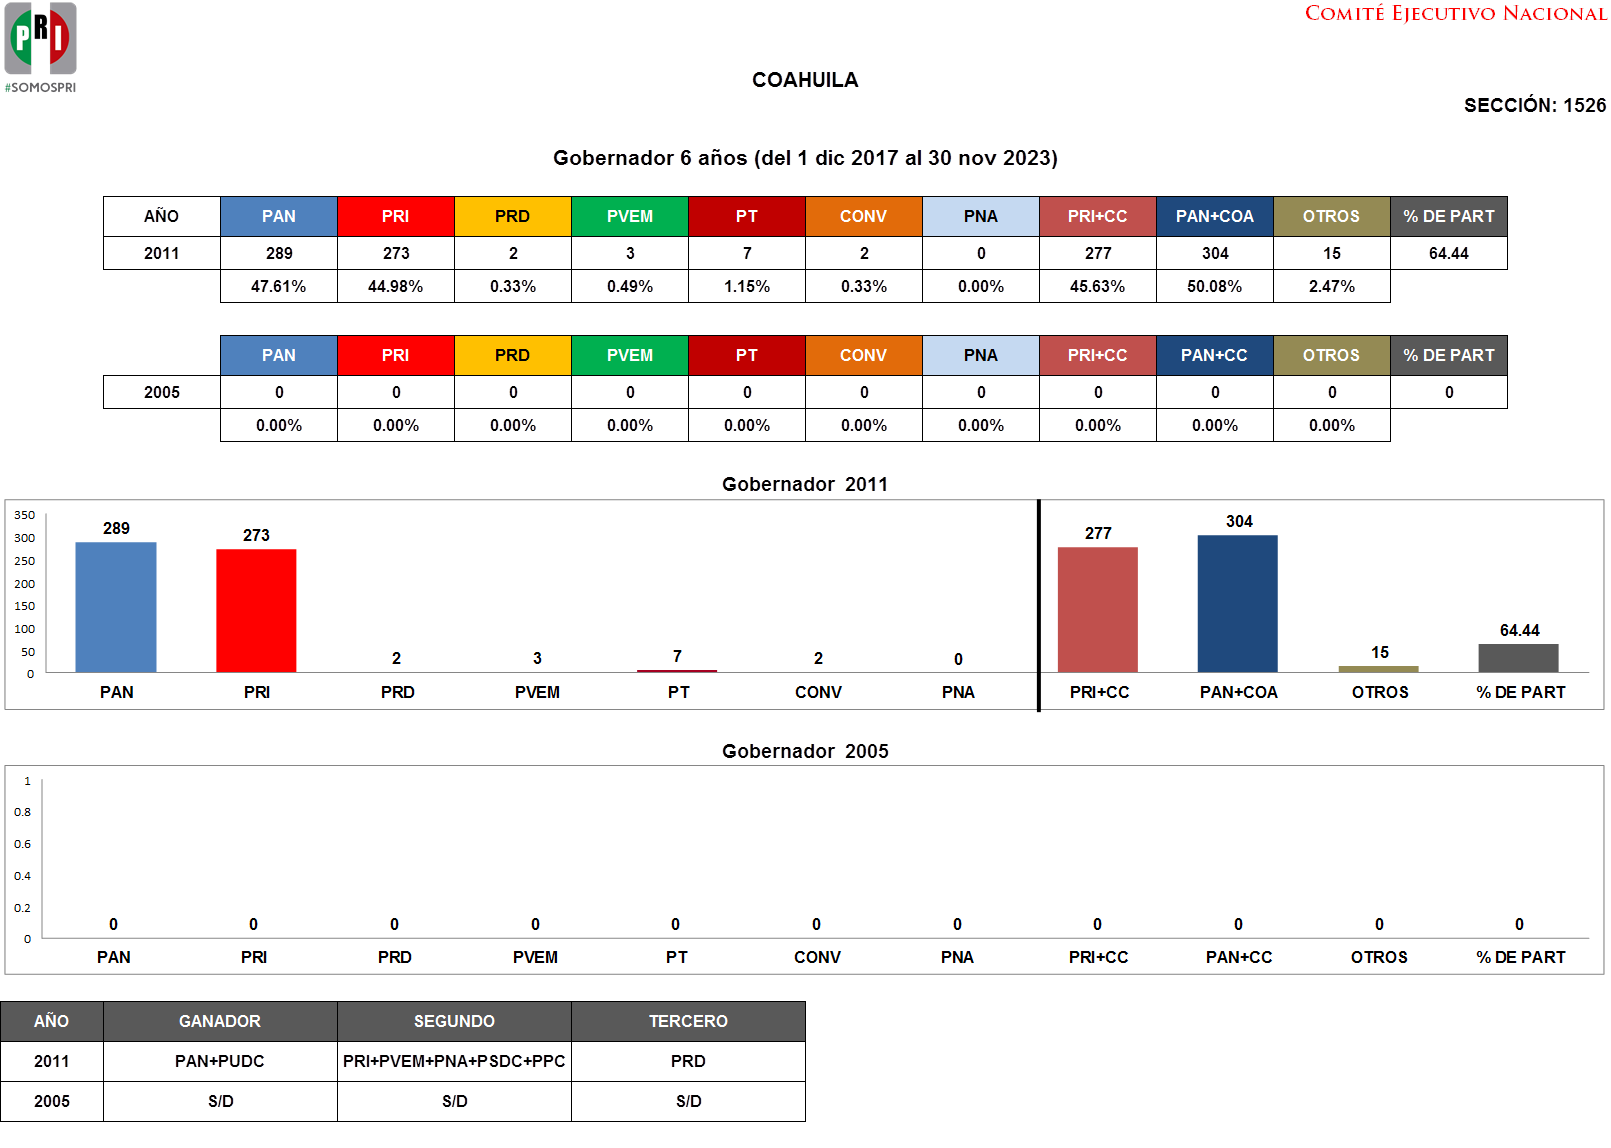 PRI
#SOMOSPRI
COMITÉ EJECUTIVO NACIONAL
COAHUILA
SECCIÓN: 1526
Gobernador 6 años (del 1 dic 2017 al 30 nov 2023)
AÑO PAN PRI PRD PVEM PT CONV PNA PRI+CC PAN+COA OTROS % DE PART
2011 289 273 2 3 7 2 0 277 304 15 64.44
47.61% 44.98% 0.33% 0.49% 1.15% 0.33% 0.00% 45.63% 50.08% 2.47%
PAN PRI PRD PVEM PT CONV PNA PRI+CC PAN+CC OTROS % DE PART
2005 0 0 0 0 0 0 0 0 0 0 0
0.00% 0.00% 0.00% 0.00% 0.00% 0.00% 0.00% 0.00% 0.00% 0.00%
Gobernador 2011
350
300
250
200
150
100
50
0
289 273 2 3 7 2 0 277 304 15 64.44
PAN PRI PRD PVEM PT CONV PNA PRI+CC PAN+COA OTROS % DE PART
Gobernador 2005
1
0.8
0.6
0.4
0.2
0
0 0 0 0 0 0 0 0 0 0 0
PAN PRI PRD PVEM PT CONV PNA PRI+CC PAN+CC OTROS % DE PART
AÑO GANADOR SEGUNDO TERCERO
2011 PAN+PUDC PRI+PVEM+PNA+PSDC+PPC PRD
2005 S/D S/D S/D